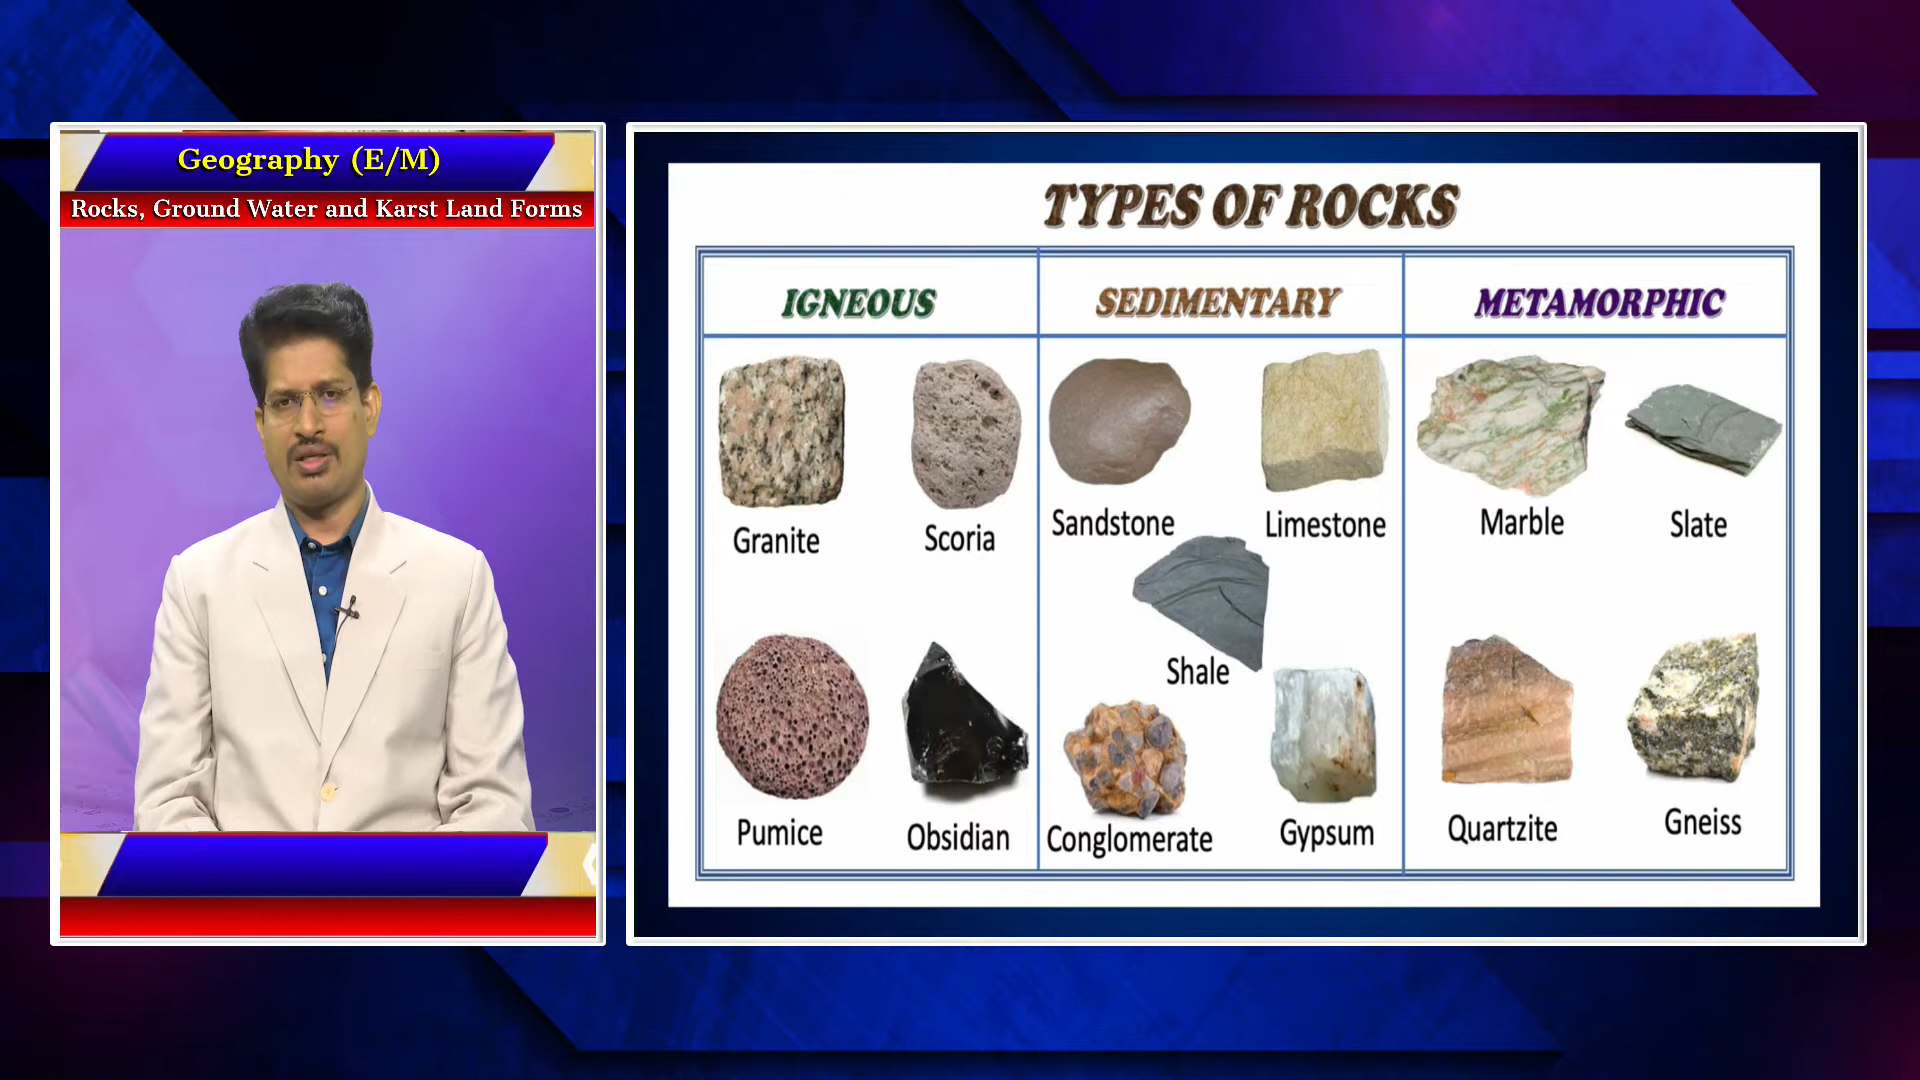 Geography (E/M)
Rocks, Ground Water and Karst Land Forms
TYPES OF ROCKS
IGNEOUS
SEDIMENTARY
METAMORPHIC
Granite
Scoria
Sandstone
Limestone
Marble
Slate
Shale
Pumice
Obsidian
Conglomerate
Gypsum
Quartzite
Gneiss